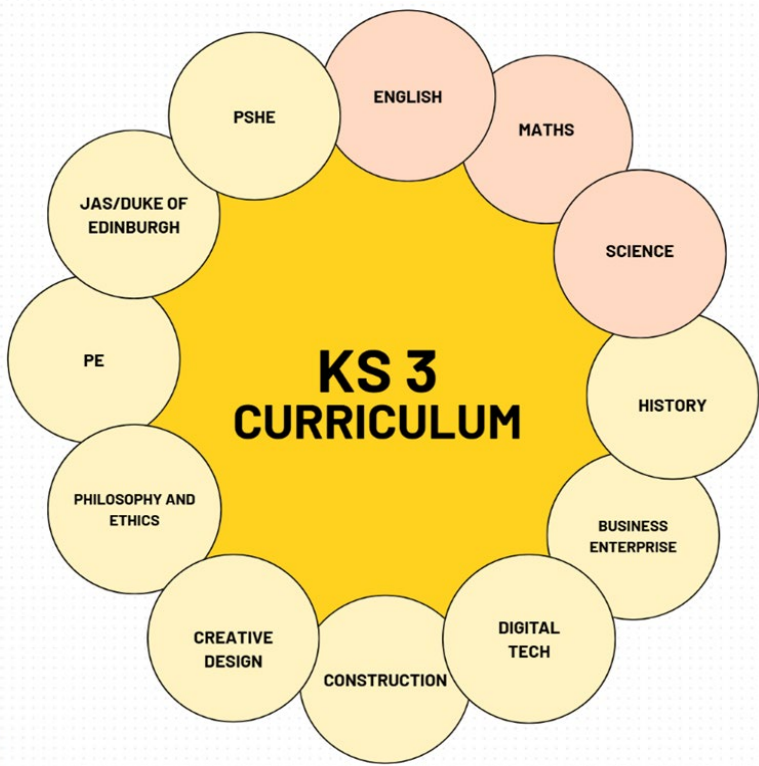 KS 3
CURRICULUM
ENGLISH
MATHS
SCIENCE
HISTORY
BUSINESS
ENTERPRISE
DIGITAL
TECH
CONSTRUCTION
CREATIVE
DESIGN
PHILOSOPHY AND
ETHICS
PE
JAS/DUKE OF
EDINBURGH
PSHE